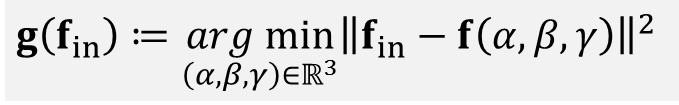 g(f_in) ≔ arg min‖f_in − f(α, β, γ)‖²
(α,β,γ)∈ℝ³